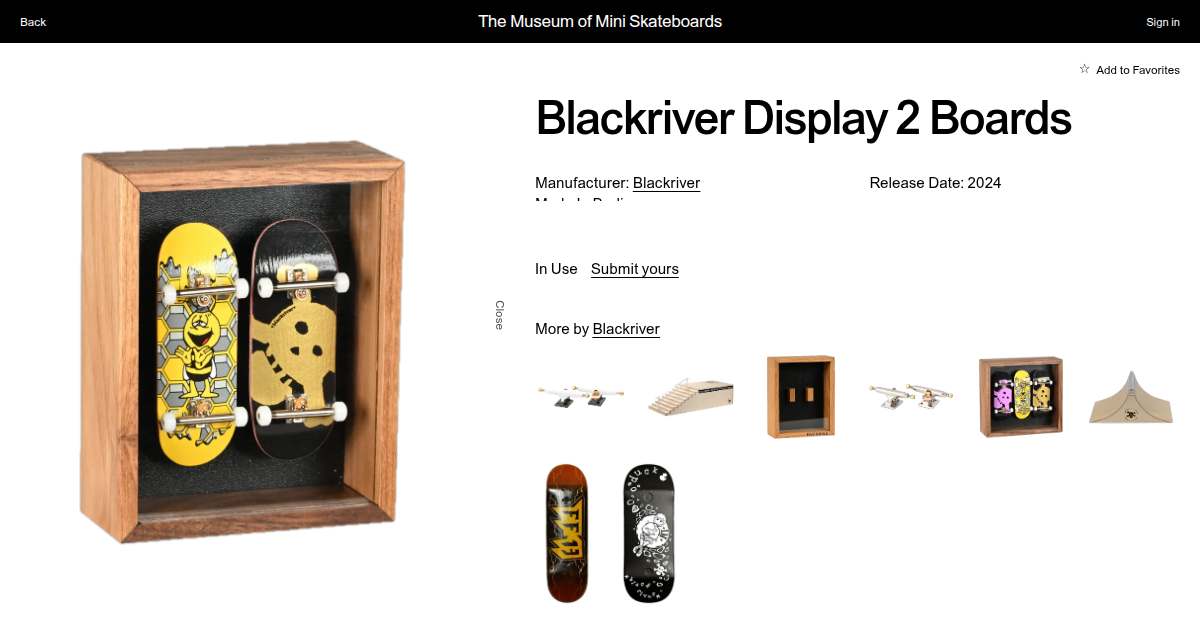 Back
The Museum of Mini Skateboards
Sign in
☆ Add to Favorites
Blackriver Display 2 Boards
Manufacturer: Blackriver
Release Date: 2024
In Use
Submit yours
Close
More by Blackriver